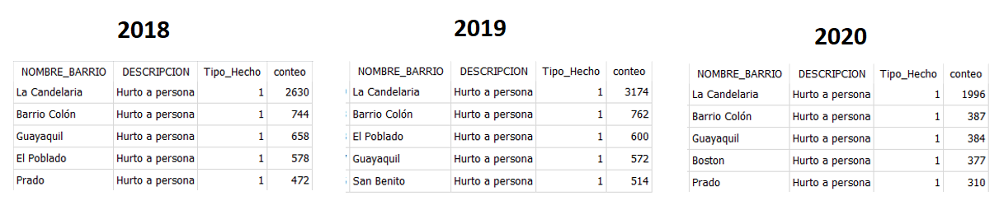 2018
NOMBRE_BARRIO DESCRIPCION Tipo_Hecho conteo
La Candelaria Hurto a persona 1 2630
Barrio Colón Hurto a persona 1 744
Guayaquil Hurto a persona 1 658
El Poblado Hurto a persona 1 578
Prado Hurto a persona 1 472
2019
NOMBRE_BARRIO DESCRIPCION Tipo_Hecho conteo
La Candelaria Hurto a persona 1 3174
Barrio Colón Hurto a persona 1 762
El Poblado Hurto a persona 1 600
Guayaquil Hurto a persona 1 572
San Benito Hurto a persona 1 514
2020
NOMBRE_BARRIO DESCRIPCION Tipo_Hecho conteo
La Candelaria Hurto a persona 1 1996
Barrio Colón Hurto a persona 1 387
Guayaquil Hurto a persona 1 384
Boston Hurto a persona 1 377
Prado Hurto a persona 1 310